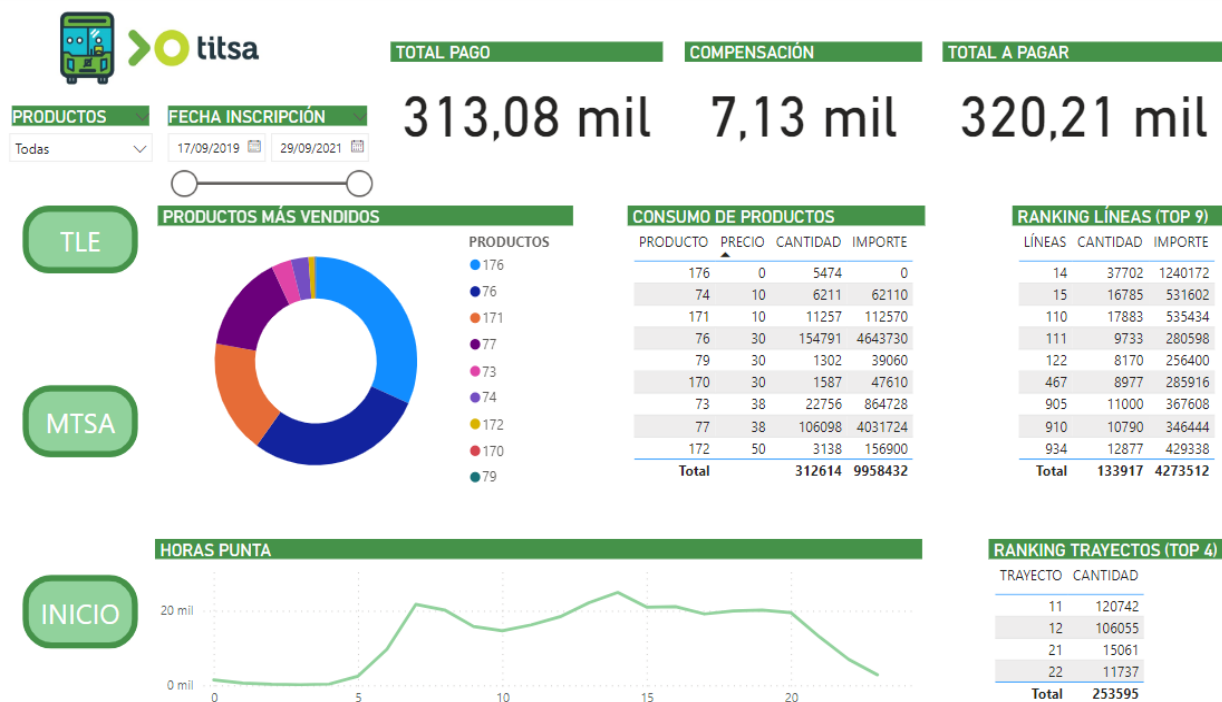 titsa
TOTAL PAGO
COMPENSACIÓN
TOTAL A PAGAR
313,08 mil
7,13 mil
320,21 mil
PRODUCTOS
FECHA INSCRIPCIÓN
Todas
17/09/2019
29/09/2021
TLE
MTSA
INICIO
PRODUCTOS MÁS VENDIDOS
PRODUCTOS
176
76
171
77
73
74
172
170
79
CONSUMO DE PRODUCTOS
PRODUCTO PRECIO CANTIDAD IMPORTE
176 0 5474 0
74 10 6211 62110
171 10 11257 112570
76 30 154791 4643730
79 30 1302 39060
170 30 1587 47610
73 38 22756 864728
77 38 106098 4031724
172 50 3138 156900
Total 312614 9958432
RANKING LÍNEAS (TOP 9)
LÍNEAS CANTIDAD IMPORTE
14 37702 1240172
15 16785 531602
110 17883 535434
111 9733 280598
122 8170 256400
467 8977 285916
905 11000 367608
910 10790 346444
934 12877 429338
Total 133917 4273512
HORAS PUNTA
20 mil
0 mil
0 5 10 15 20
RANKING TRAYECTOS (TOP 4)
TRAYECTO CANTIDAD
11 120742
12 106055
21 15061
22 11737
Total 253595